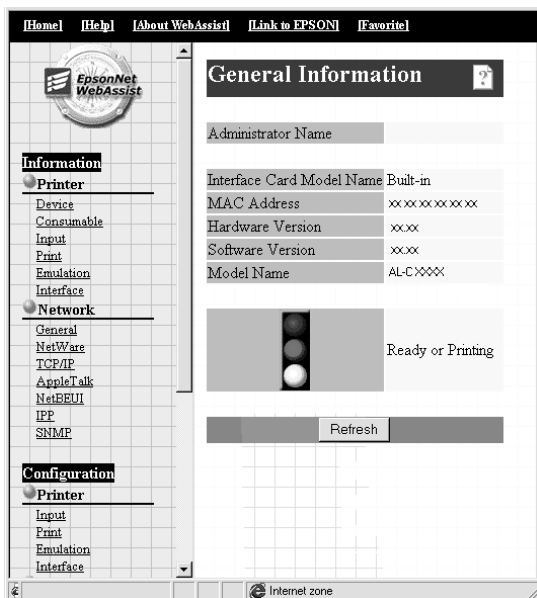 [Home] [Help] [About WebAssist] [Link to EPSON] [Favorite]
EpsonNet
WebAssist
Information
Printer
Device
Consumable
Input
Print
Emulation
Interface
Network
General
NetWare
TCP/IP
AppleTalk
NetBEUI
IPP
SNMP
Configuration
Printer
Input
Print
Emulation
Interface
General Information ?
Administrator Name
Interface Card Model Name Built-in
MAC Address xx xx xx xx xx xx
Hardware Version xx.xx
Software Version xx.xx
Model Name AL-CXXXX
Ready or Printing
Refresh
Internet zone